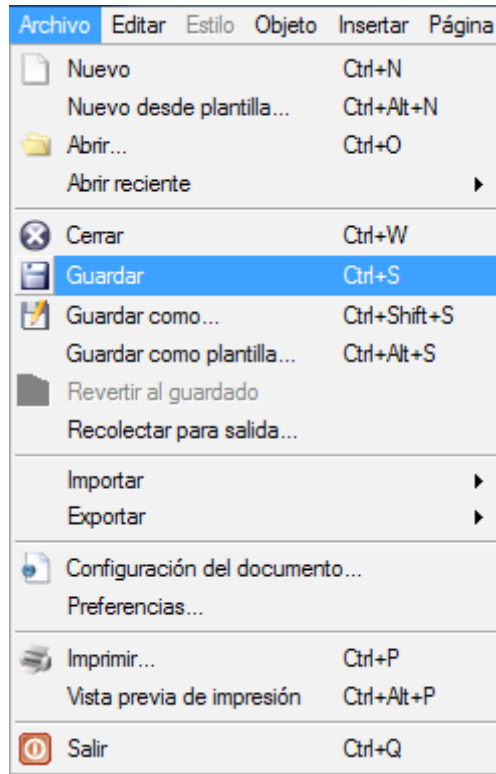 Archivo Editar Estilo Objeto Insertar Página
Nuevo Ctrl+N
Nuevo desde plantilla... Ctrl+Alt+N
Abrir... Ctrl+O
Abrir reciente
Cerrar Ctrl+W
Guardar Ctrl+S
Guardar como... Ctrl+Shift+S
Guardar como plantilla... Ctrl+Alt+S
Revertir al guardado
Recolectar para salida...
Importar
Exportar
Configuración del documento...
Preferencias...
Imprimir... Ctrl+P
Vista previa de impresión Ctrl+Alt+P
Salir Ctrl+Q